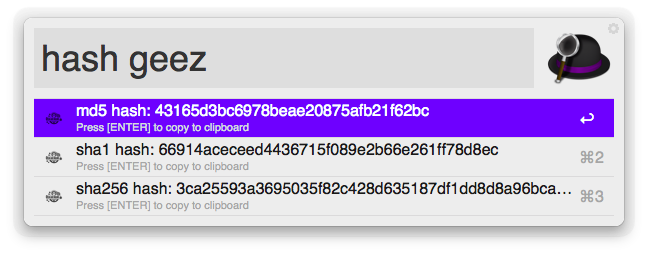 hash geez
md5 hash: 43165d3bc6978beae20875afb21f62bc
Press [ENTER] to copy to clipboard
↩
sha1 hash: 66914aceceed4436715f089e2b66e261ff78d8ec
Press [ENTER] to copy to clipboard
⌘2
sha256 hash: 3ca25593a3695035f82c428d635187df1dd8d8a96bca…
Press [ENTER] to copy to clipboard
⌘3